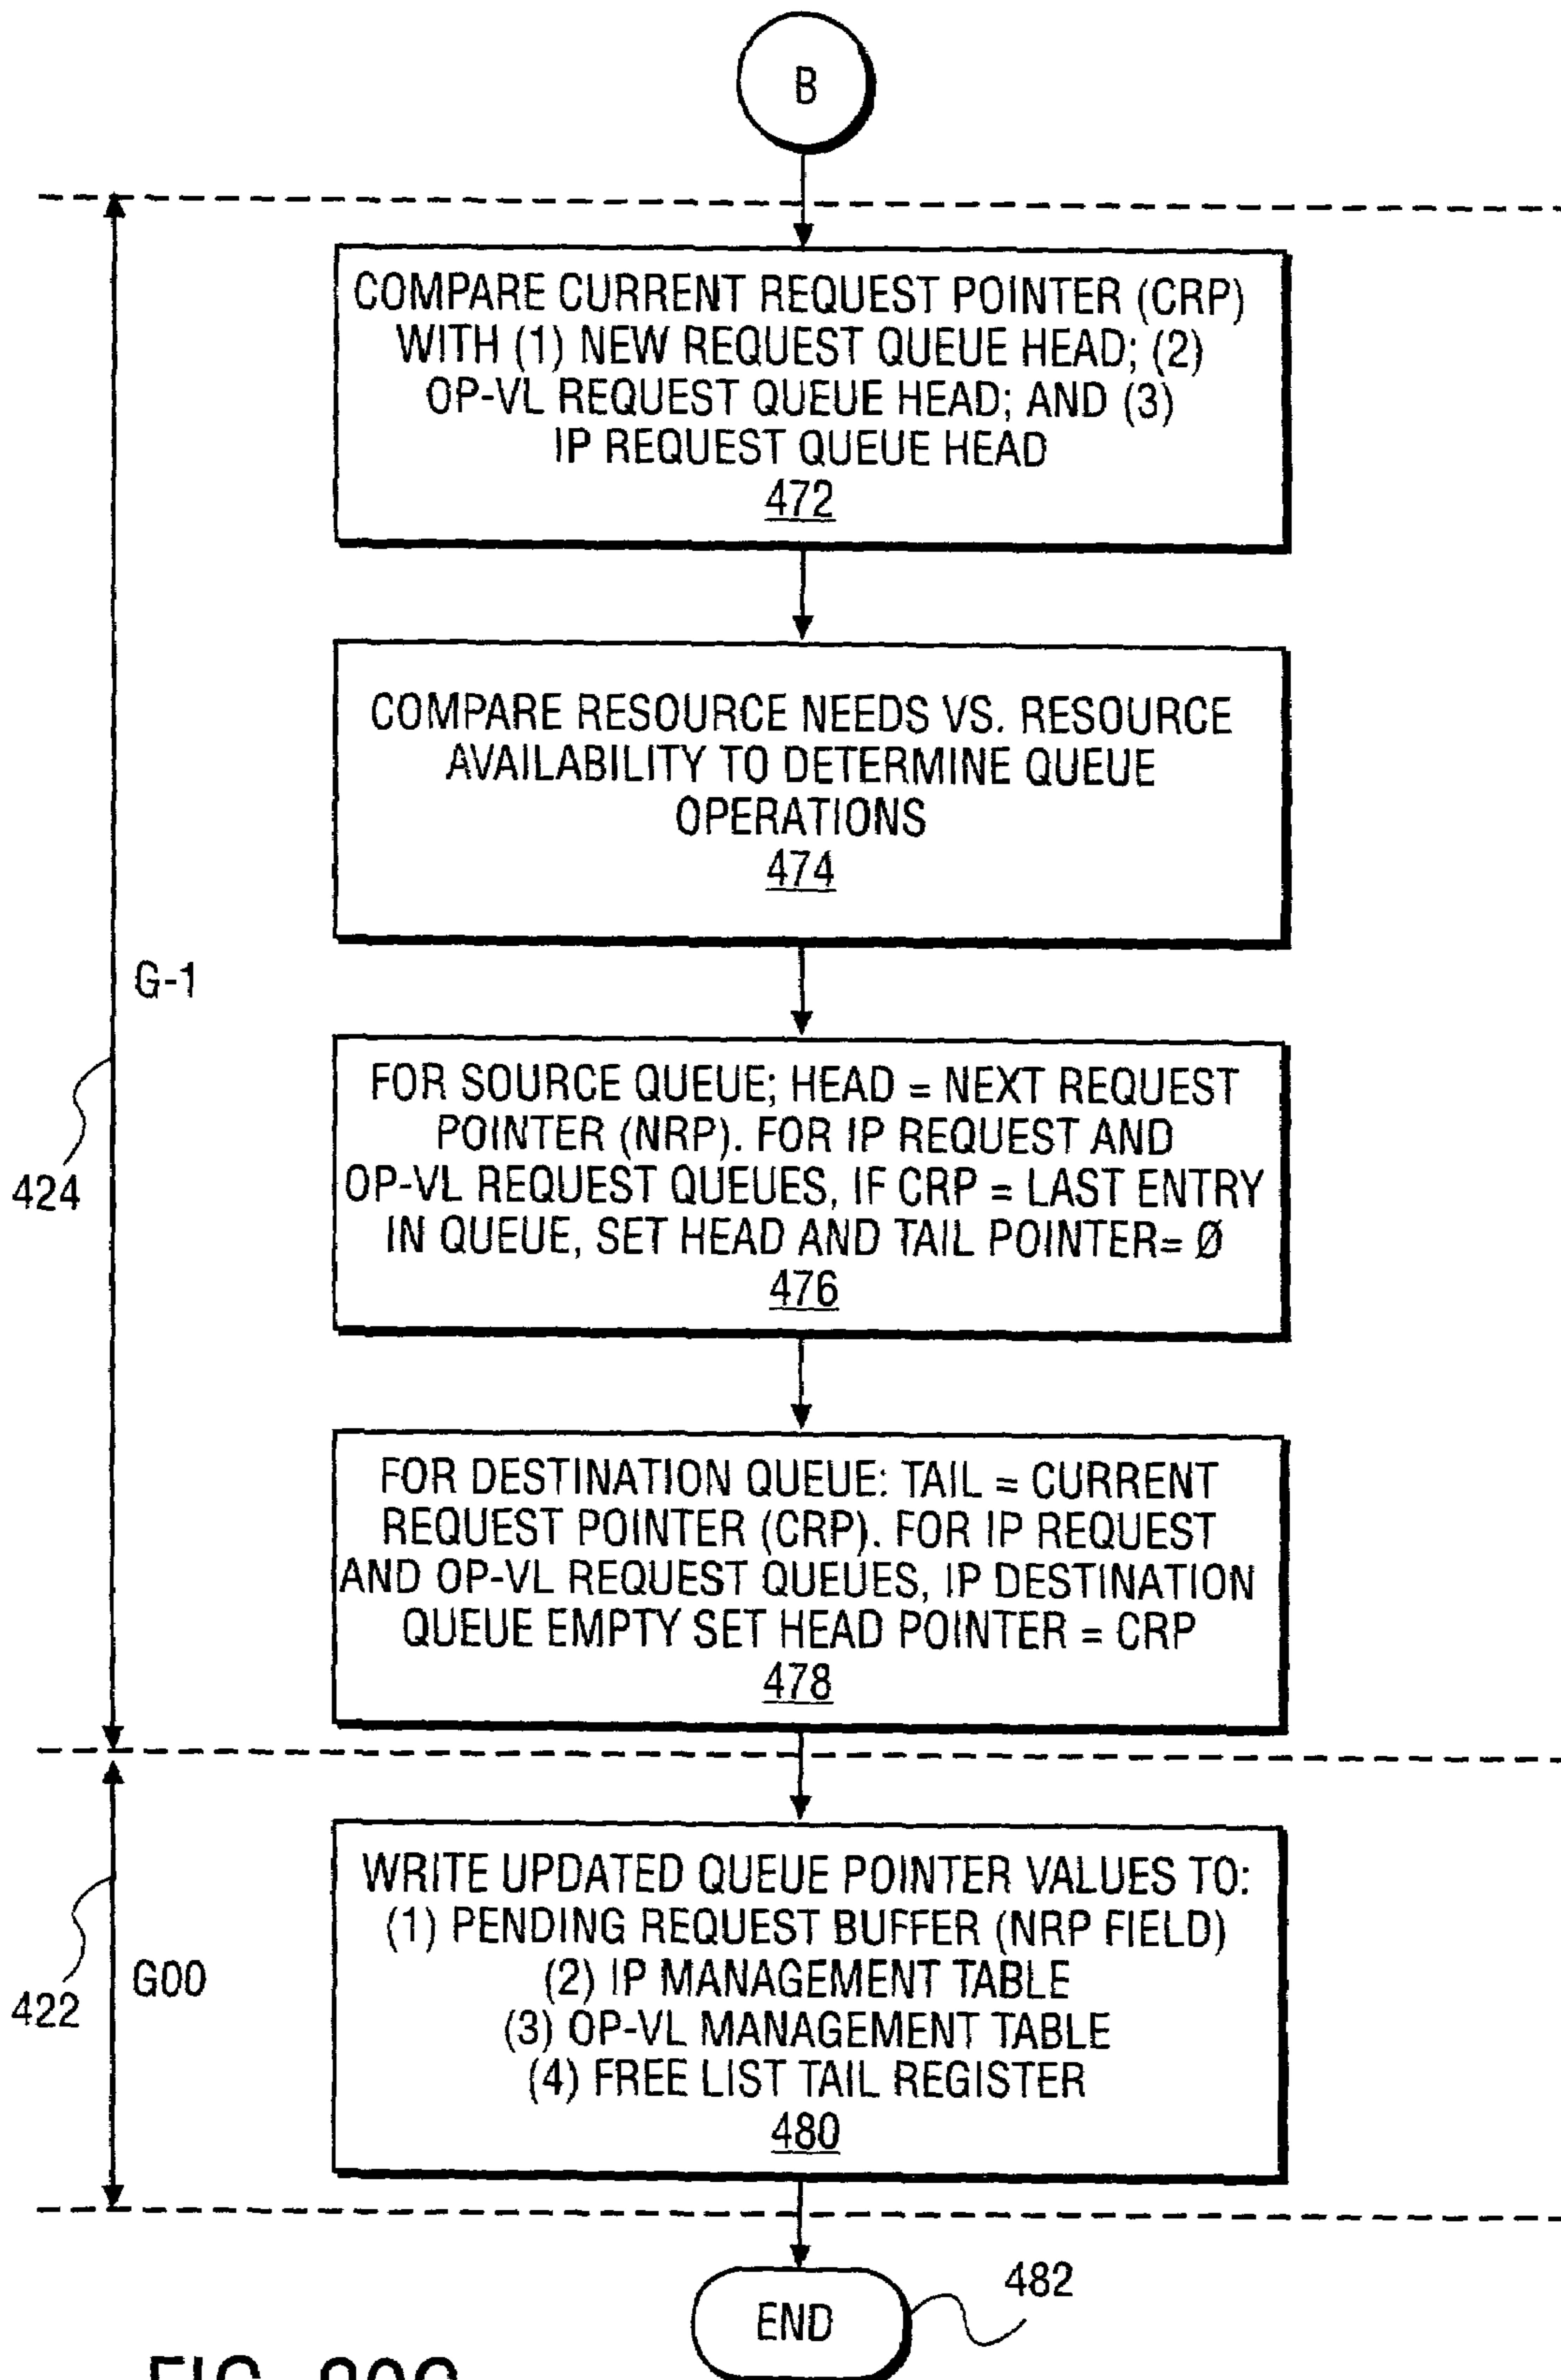 B
COMPARE CURRENT REQUEST POINTER (CRP)
WITH (1) NEW REQUEST QUEUE HEAD; (2)
OP-VL REQUEST QUEUE HEAD; AND (3)
IP REQUEST QUEUE HEAD
472
COMPARE RESOURCE NEEDS VS. RESOURCE
AVAILABILITY TO DETERMINE QUEUE
OPERATIONS
474
G-1
424
FOR SOURCE QUEUE; HEAD = NEXT REQUEST
POINTER (NRP). FOR IP REQUEST AND
OP-VL REQUEST QUEUES, IF CRP = LAST ENTRY
IN QUEUE, SET HEAD AND TAIL POINTER= Ø
476
FOR DESTINATION QUEUE: TAIL = CURRENT
REQUEST POINTER (CRP). FOR IP REQUEST
AND OP-VL REQUEST QUEUES, IP DESTINATION
QUEUE EMPTY SET HEAD POINTER = CRP
478
WRITE UPDATED QUEUE POINTER VALUES TO:
(1) PENDING REQUEST BUFFER (NRP FIELD)
(2) IP MANAGEMENT TABLE
(3) OP-VL MANAGEMENT TABLE
(4) FREE LIST TAIL REGISTER
480
G00
422
END
482